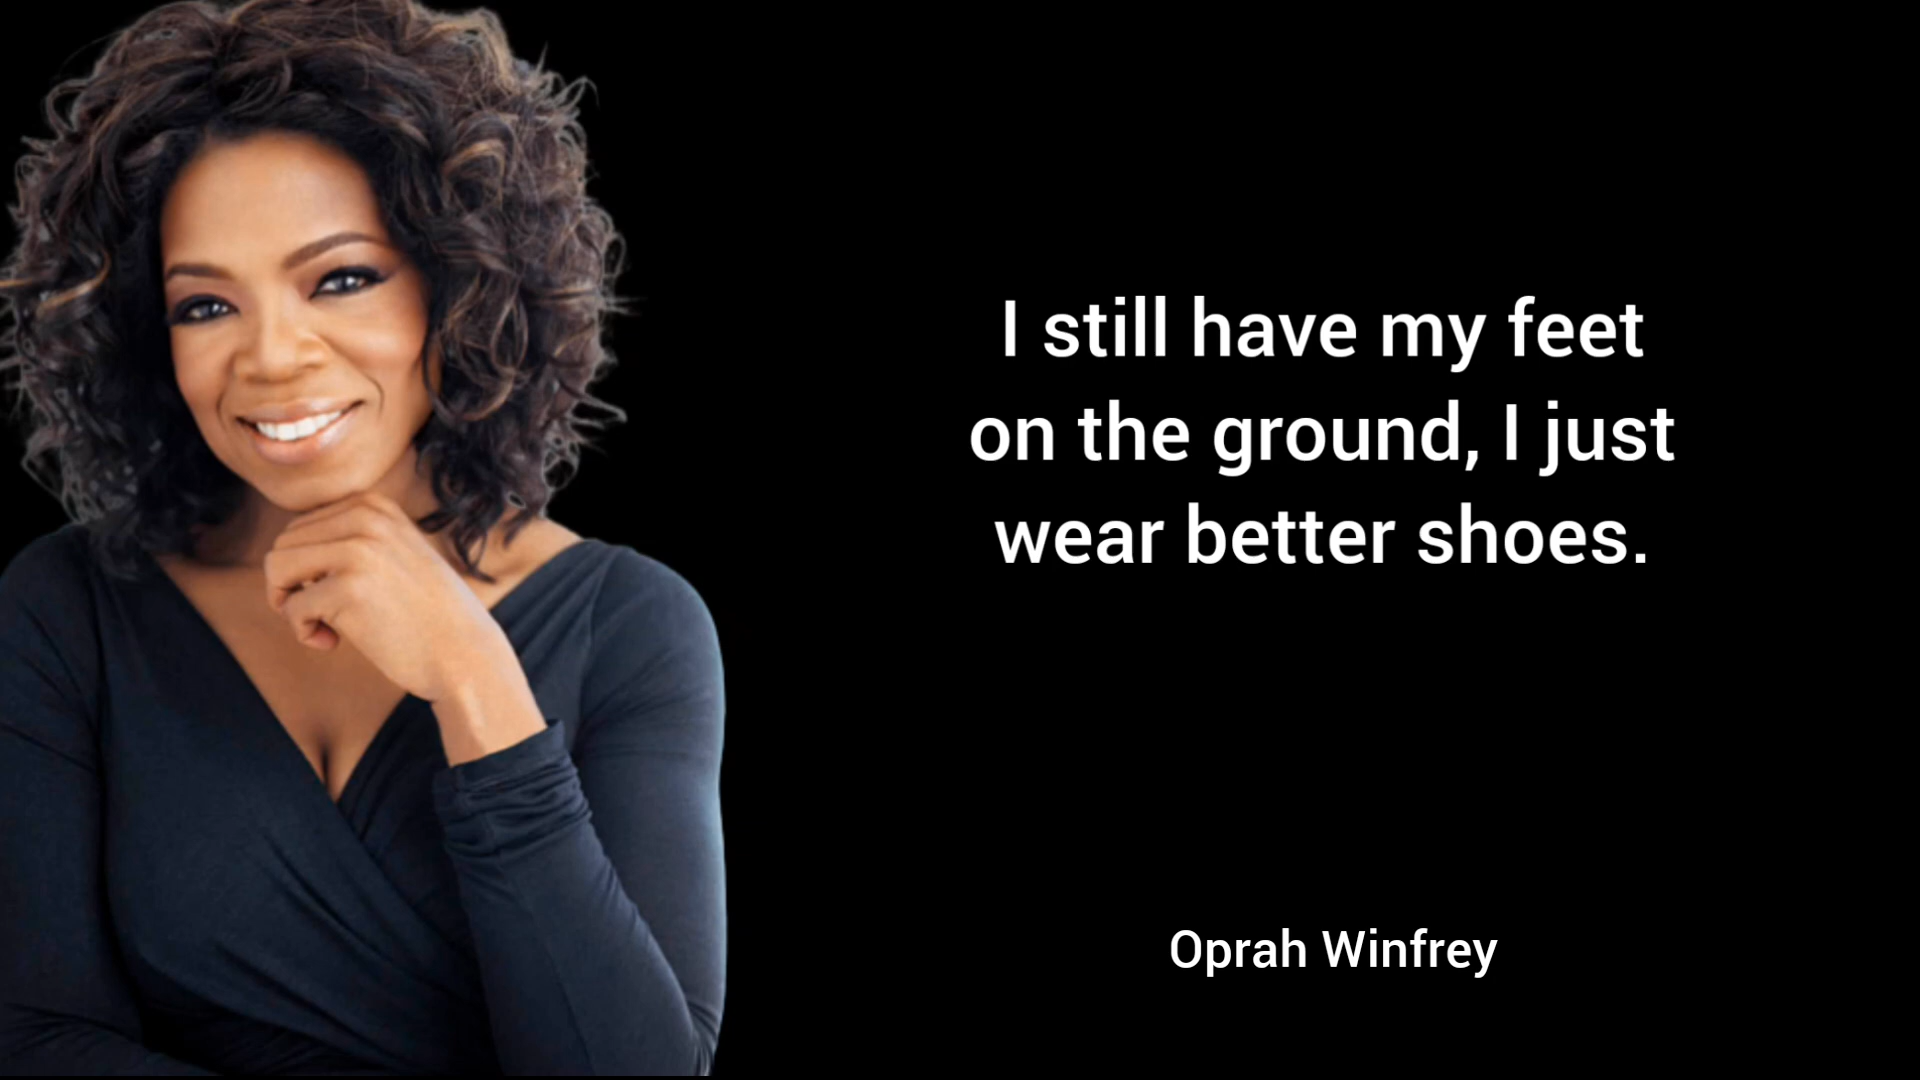 I still have my feet
on the ground, I just
wear better shoes.
Oprah Winfrey